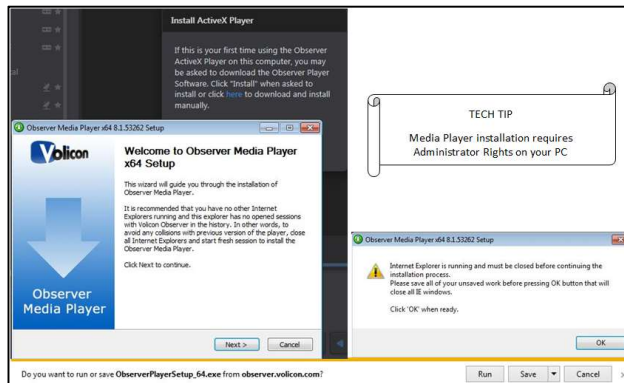 Install ActiveX Player
If this is your first time using the Observer
ActiveX Player on this computer, you may
be asked to download the Observer Player
Software. Click "Install" when asked to
install or click here to download and install
manually.
TECH TIP
Media Player installation requires
Administrator Rights on your PC
Observer Media Player x64 8.1.53262 Setup
Volicon
Observer
Media Player
Welcome to Observer Media Player
x64 Setup
This wizard will guide you through the installation of
Observer Media Player.
It is recommended that you have no other Internet
Explorers running and this explorer has no opened sessions
with Volicon Observer in the history. In other words, to
avoid any collisions with previous version of the player, close
all Internet Explorers and start fresh session to install the
Observer Media Player.
Click Next to continue.
Next >
Cancel
Observer Media Player x64 8.1.53262 Setup
Internet Explorer is running and must be closed before continuing the
installation process.
Please save all of your unsaved work before pressing OK button that will
close all IE windows.
Click 'OK' when ready.
OK
Do you want to run or save ObserverPlayerSetup_64.exe from observer.volicon.com?
Run
Save
Cancel